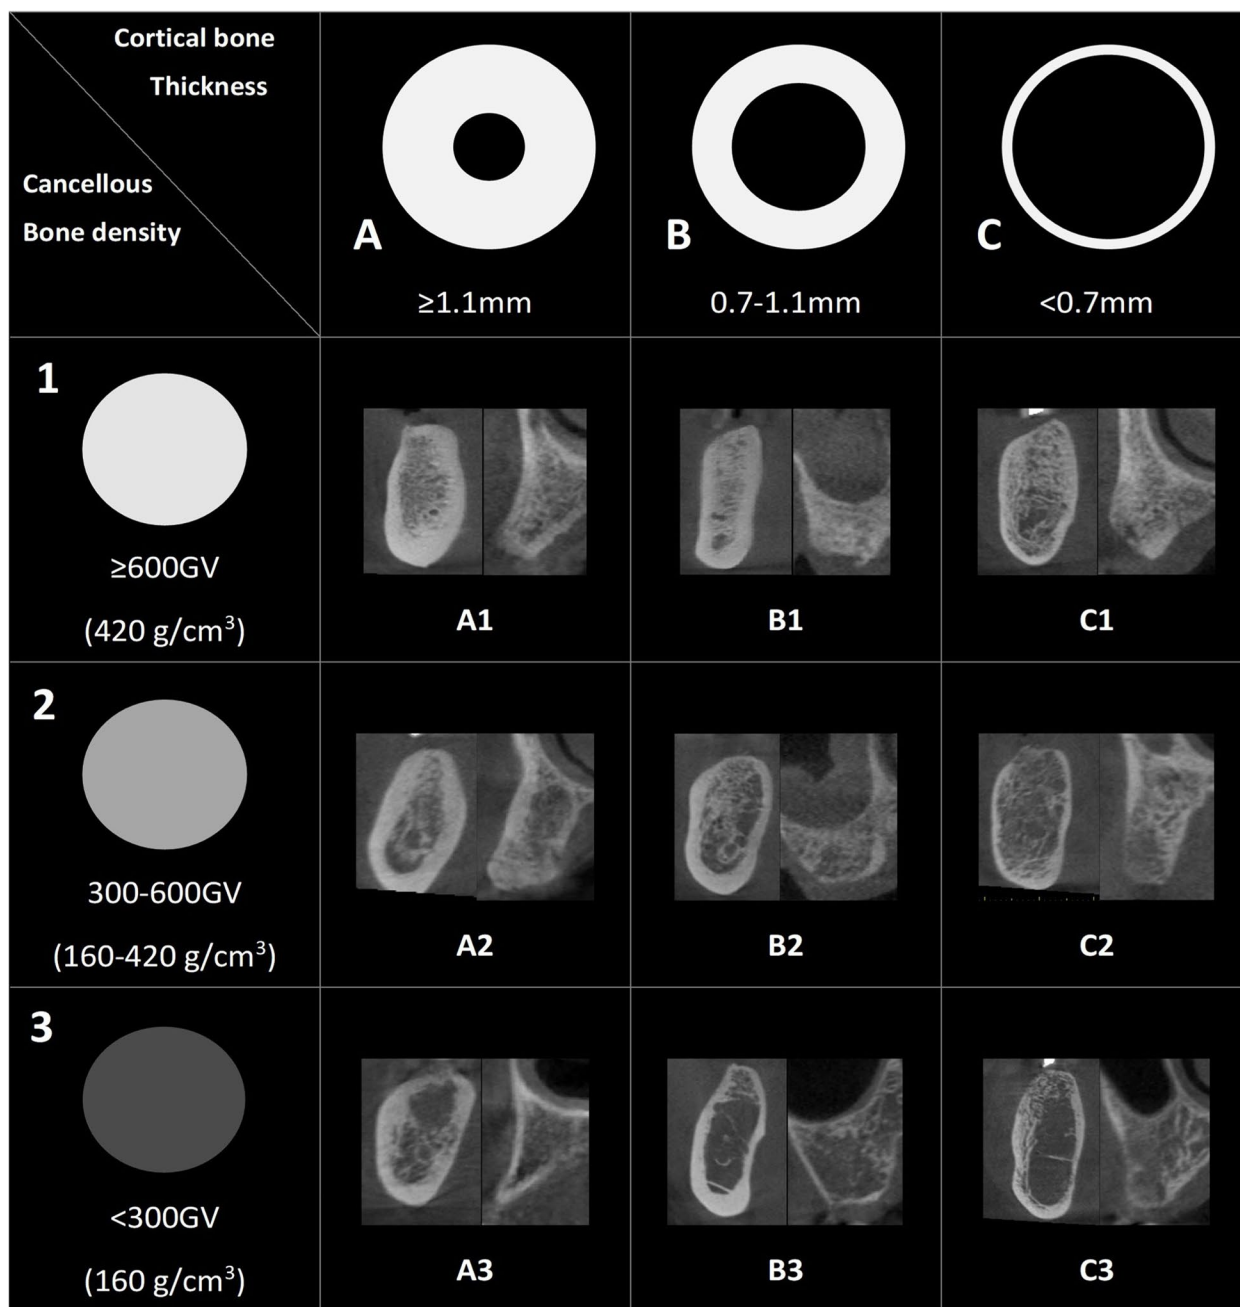 Cortical bone
Thickness
Cancellous
Bone density
A
≥1.1mm
B
0.7-1.1mm
C
<0.7mm
1
≥600GV
(420 g/cm³)
A1
B1
C1
2
300-600GV
(160-420 g/cm³)
A2
B2
C2
3
<300GV
(160 g/cm³)
A3
B3
C3